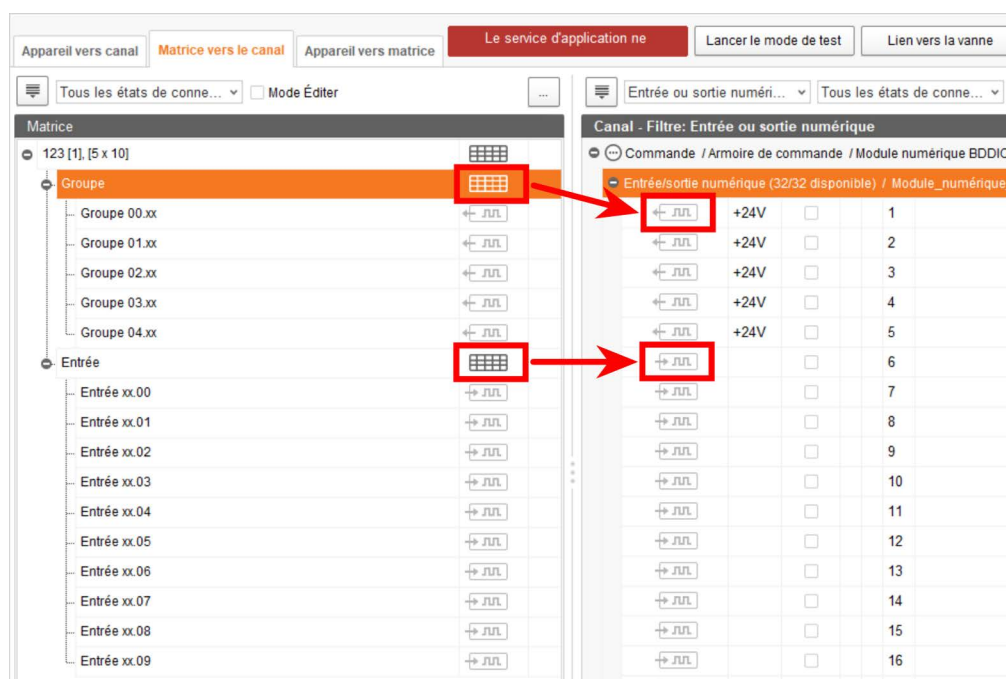 Appareil vers canal Matrice vers le canal Appareil vers matrice Le service d'application ne Lancer le mode de test Lien vers la vanne
Tous les états de conne... Mode Éditer ... Entrée ou sortie numéri... Tous les états de conne...
Matrice Canal - Filtre: Entrée ou sortie numérique
123 [1], [5 x 10] Commande / Armoire de commande / Module numérique BDDIO
Groupe Entrée/sortie numérique (32/32 disponible) / Module_numérique
Groupe 00.xx +24V 1
Groupe 01.xx +24V 2
Groupe 02.xx +24V 3
Groupe 03.xx +24V 4
Groupe 04.xx +24V 5
Entrée 6
Entrée xx.00 7
Entrée xx.01 8
Entrée xx.02 9
Entrée xx.03 10
Entrée xx.04 11
Entrée xx.05 12
Entrée xx.06 13
Entrée xx.07 14
Entrée xx.08 15
Entrée xx.09 16